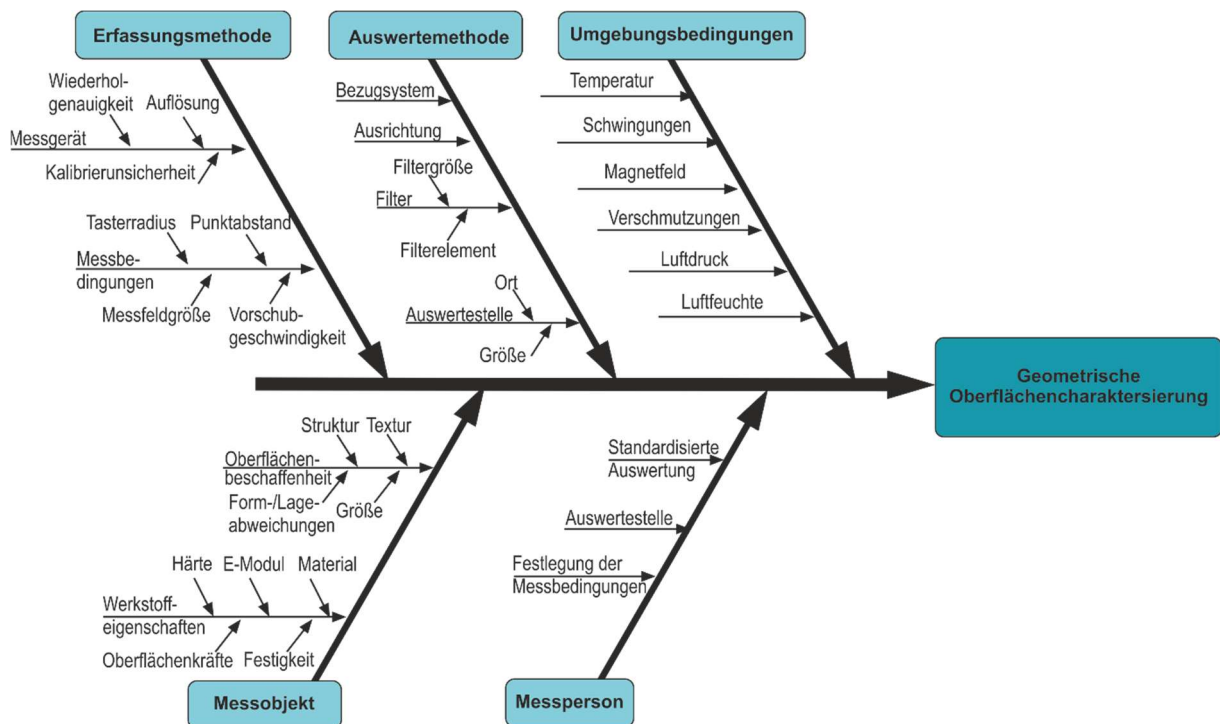 Erfassungsmethode
Auswertemethode
Umgebungsbedingungen
Wiederhol-
genauigkeit
Auflösung
Messgerät
Kalibrierunsicherheit
Tasterradius
Punktabstand
Messbe-
dingungen
Messfeldgröße
Vorschub-
geschwindigkeit
Bezugsystem
Ausrichtung
Filtergröße
Filter
Filterelement
Ort
Auswertestelle
Größe
Temperatur
Schwingungen
Magnetfeld
Verschmutzungen
Luftdruck
Luftfeuchte
Geometrische
Oberflächencharaktersierung
Struktur
Textur
Oberflächen-
beschaffenheit
Form-/Lage-
abweichungen
Größe
Härte
E-Modul
Material
Werkstoff-
eigenschaften
Oberflächenkräfte
Festigkeit
Standardisierte
Auswertung
Auswertestelle
Festlegung der
Messbedingungen
Messobjekt
Messperson